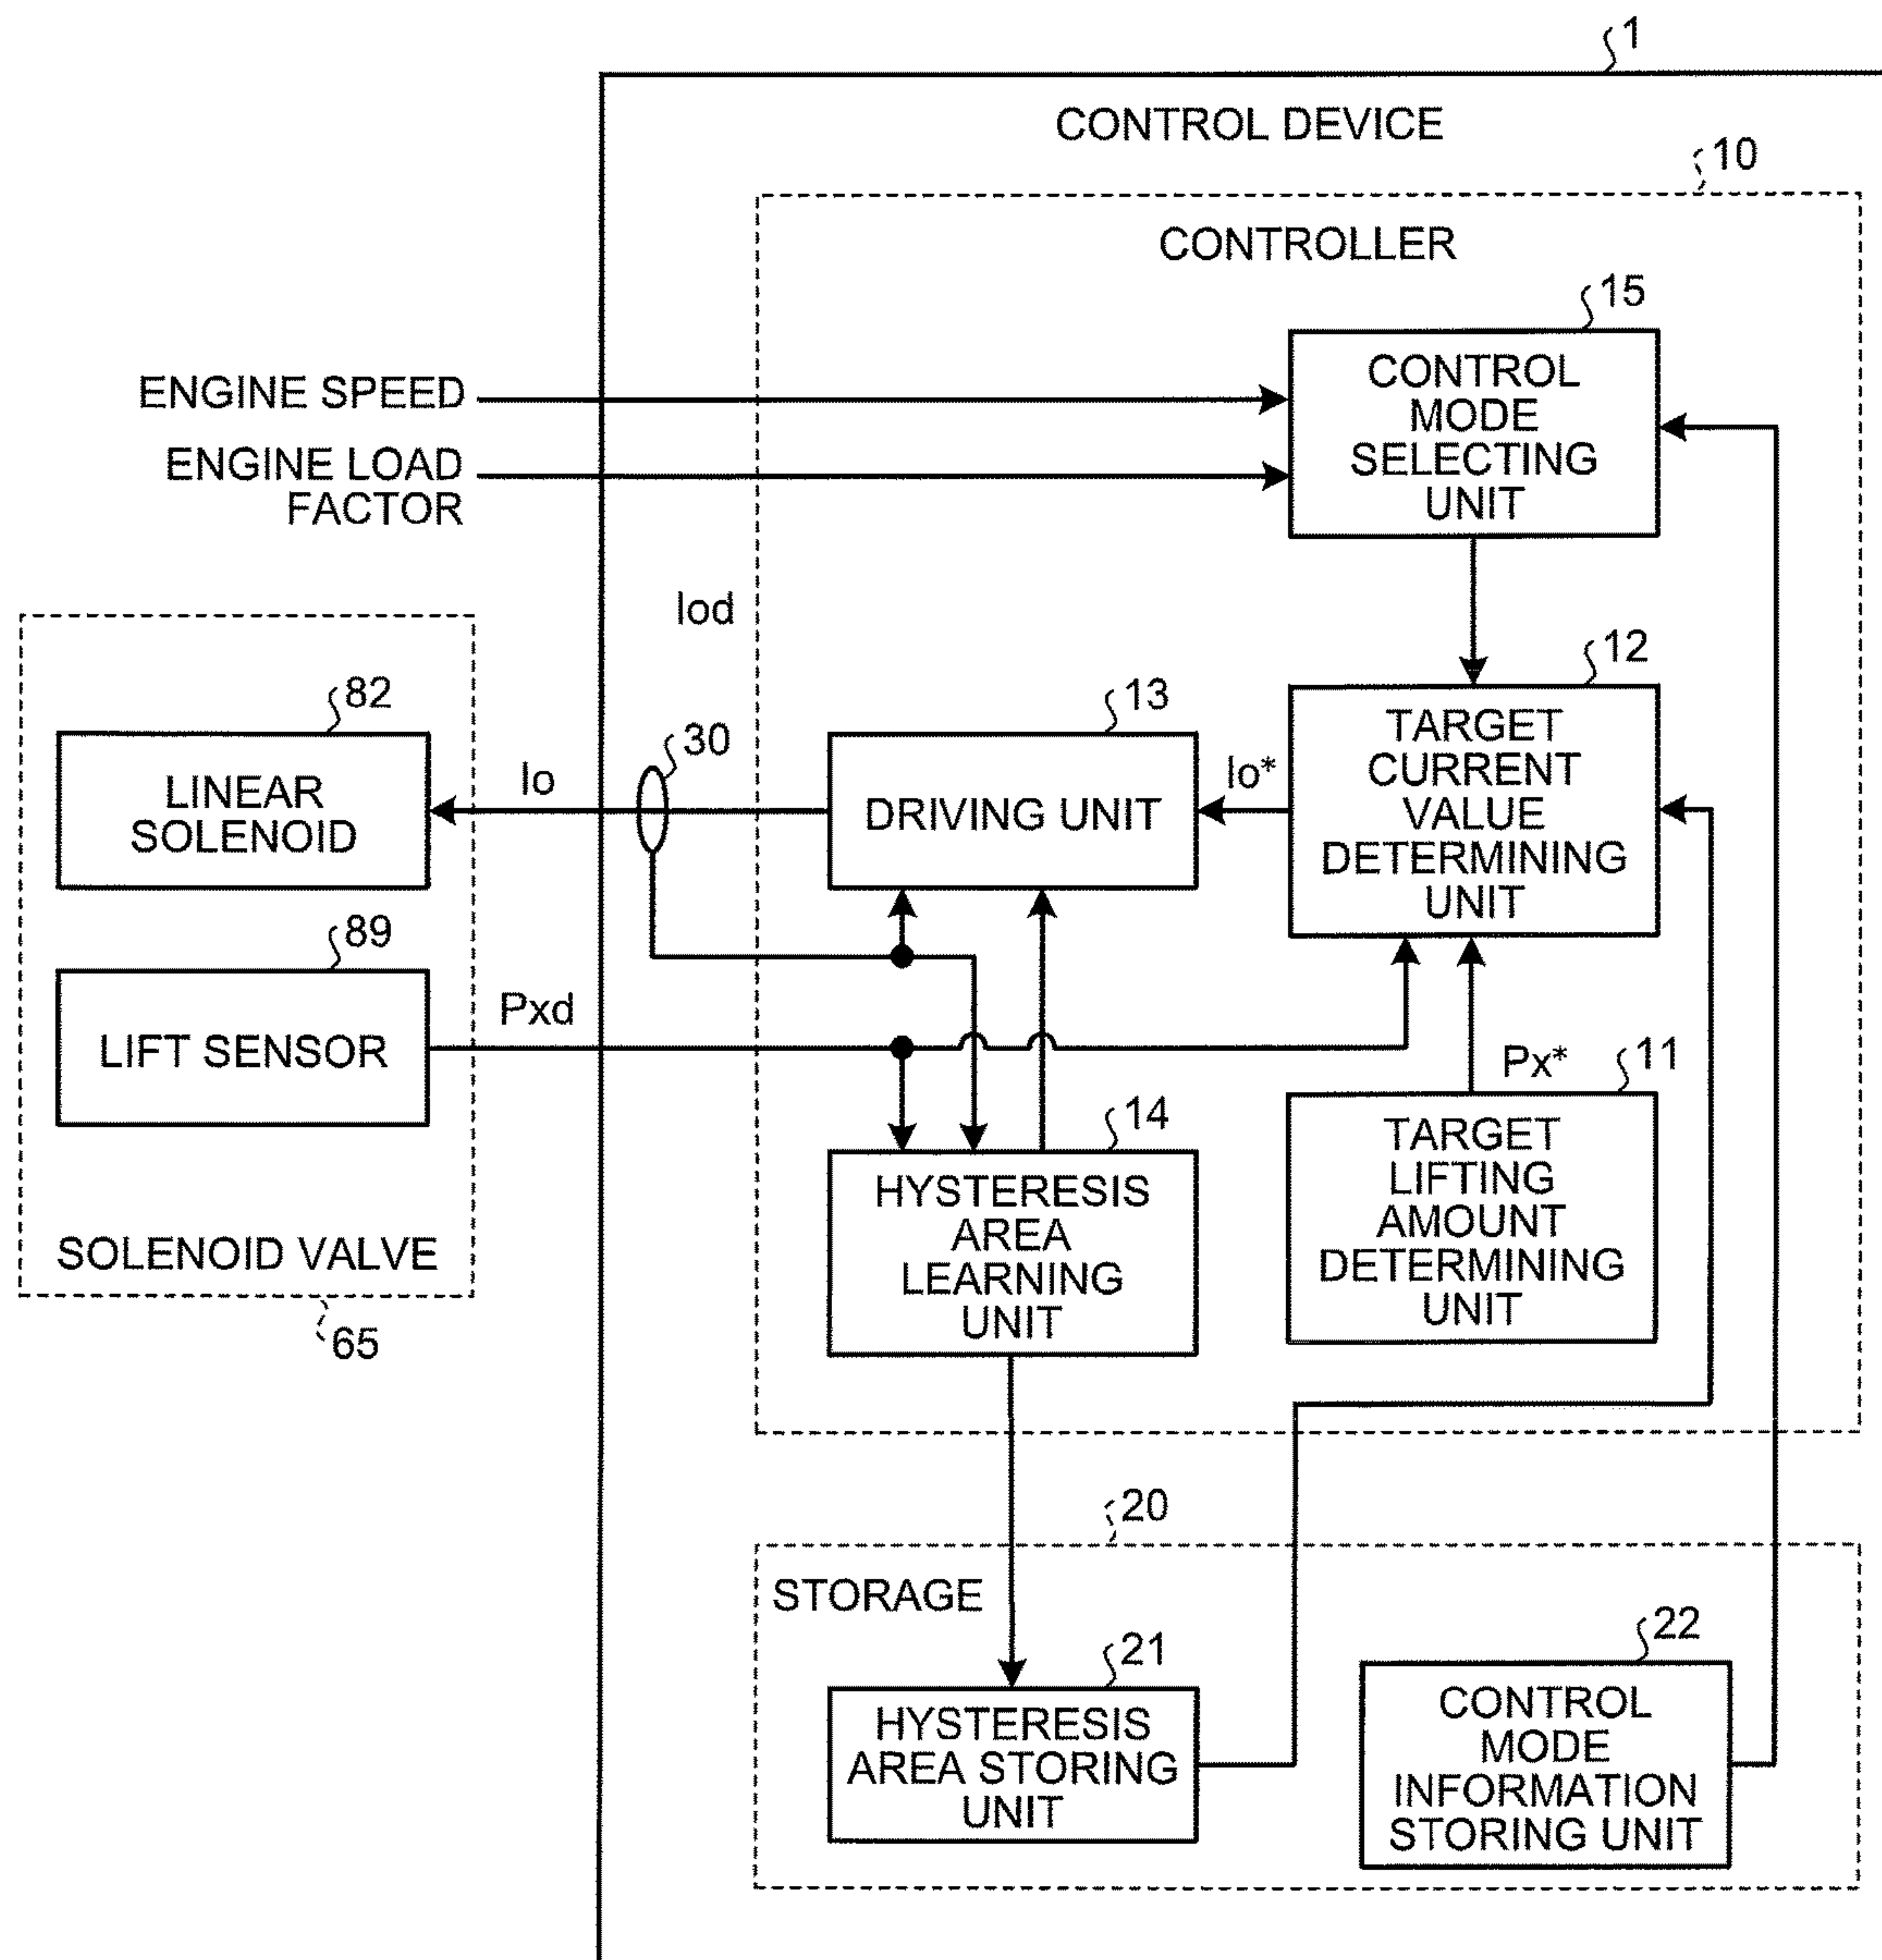 1
CONTROL DEVICE
10
CONTROLLER
15
CONTROL
MODE
SELECTING
UNIT
ENGINE SPEED
ENGINE LOAD
FACTOR
Iod
12
TARGET
CURRENT
VALUE
DETERMINING
UNIT
82
LINEAR
SOLENOID
Io
30
13
DRIVING UNIT
Io*
89
LIFT SENSOR
Pxd
Px*
11
TARGET
LIFTING
AMOUNT
DETERMINING
UNIT
14
HYSTERESIS
AREA
LEARNING
UNIT
SOLENOID VALVE
65
20
STORAGE
21
HYSTERESIS
AREA STORING
UNIT
22
CONTROL
MODE
INFORMATION
STORING UNIT